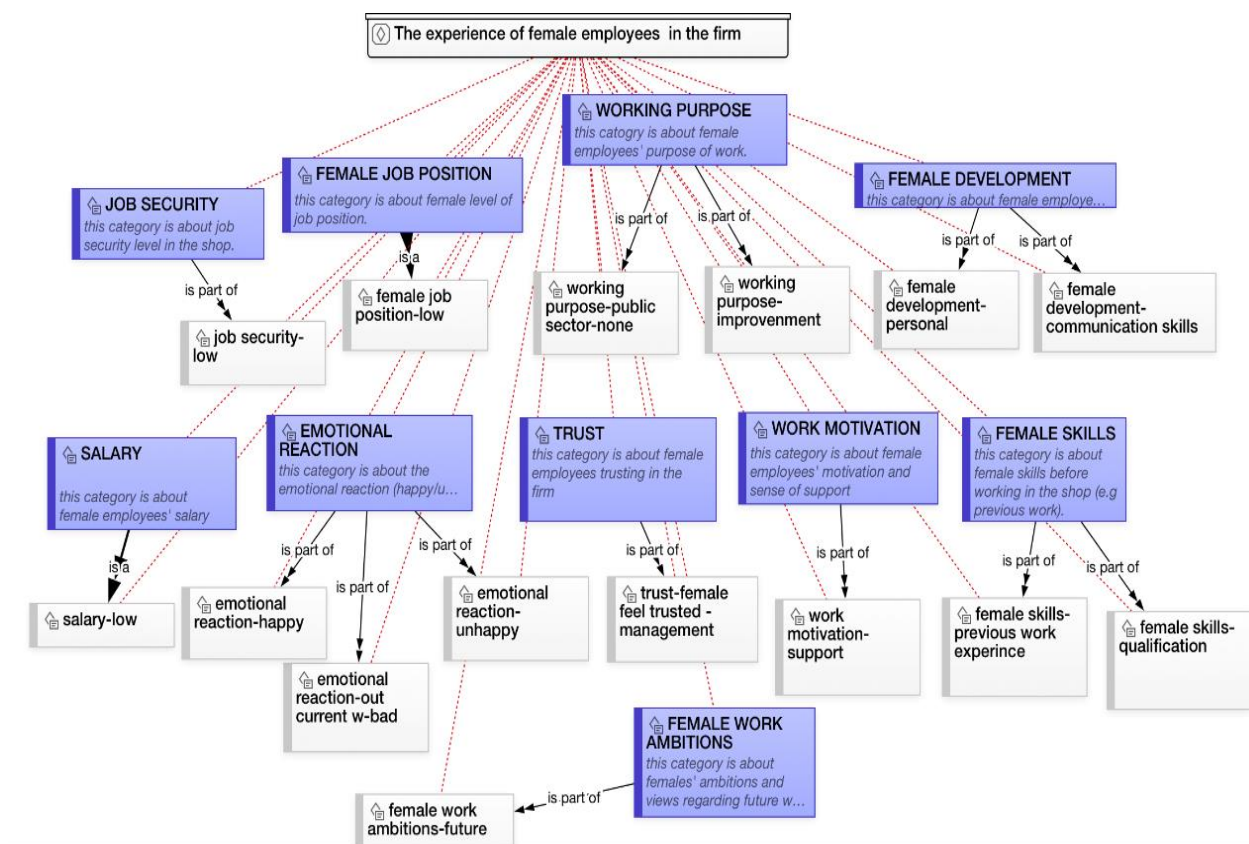 The experience of female employees in the firm
WORKING PURPOSE
this catogry is about female
employees' purpose of work.
FEMALE JOB POSITION
this category is about female level of
job position.
FEMALE DEVELOPMENT
this category is about female employe...
JOB SECURITY
this category is about job
security level in the shop.
is part of
is part of
is part of
is part of
is a
is part of
female job
position-low
working
purpose-public
sector-none
working
purpose-
improvenment
female
development-
personal
female
development-
communication skills
job security-
low
SALARY
this category is about
female employees' salary
EMOTIONAL
REACTION
this category is about the
emotional reaction (happy/u...
TRUST
this category is about female
employees trusting in the
firm
WORK MOTIVATION
this category is about female
employees' motivation and
sense of support
FEMALE SKILLS
this category is about
female skills before
working in the shop (e.g
previous work).
is a
is part of
is part of
is part of
is part of
is part of
is part of
is part of
salary-low
emotional
reaction-happy
emotional
reaction-
unhappy
trust-female
feel trusted -
management
work
motivation-
support
female skills-
previous work
experince
female skills-
qualification
emotional
reaction-out
current w-bad
FEMALE WORK
AMBITIONS
this category is about
females' ambitions and
views regarding future w...
is part of
female work
ambitions-future